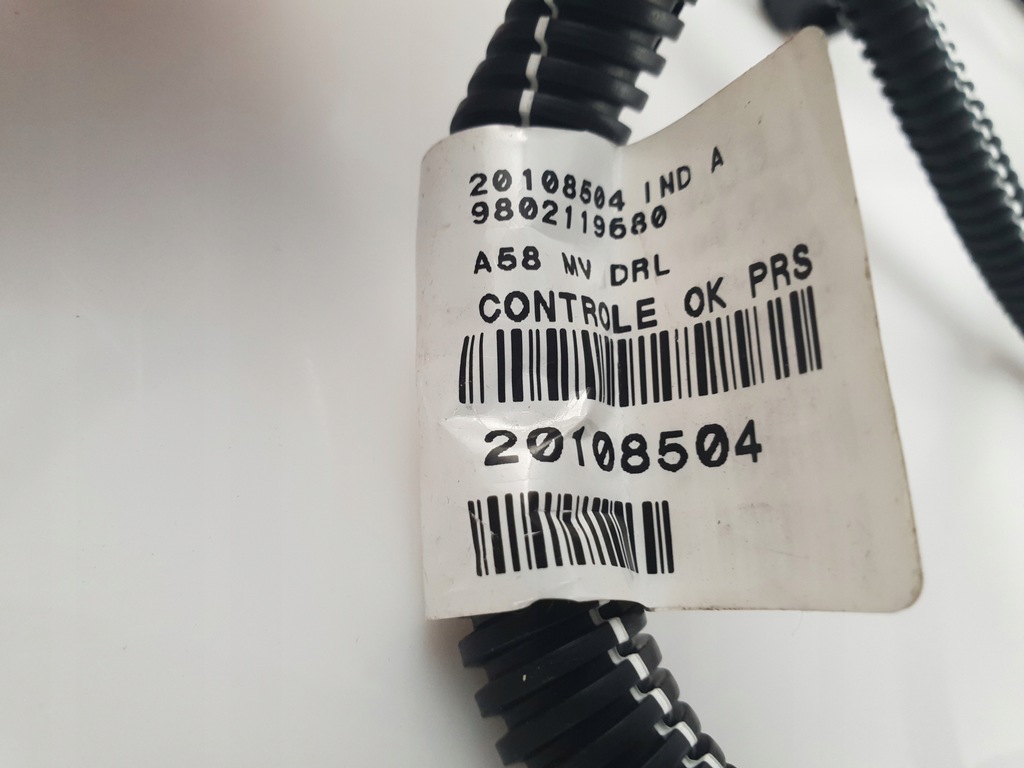 20108504 IND A
9802119680
A58 MV DRL
CONTROLE OK PRS
20108504